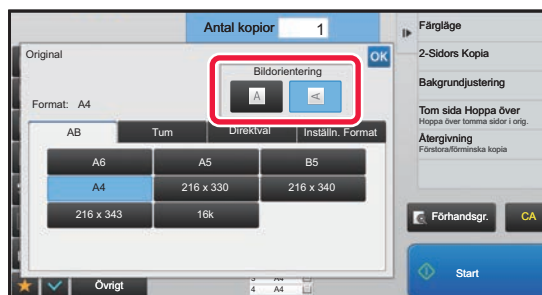 Antal kopior 1
Original
OK
Bildorientering
A
A
Format: A4
AB Tum Direktval Inställn. Format
A6 A5 B5
A4 216 x 330 216 x 340
216 x 343 16k
Färgläge
2-Sidors Kopia
Bakgrundjustering
Tom sida Hoppa över
Hoppa över tomma sidor i orig.
Återgivning
Förstora/förminska kopia
Förhandsgr. CA
Start
Övrigt
4 A4